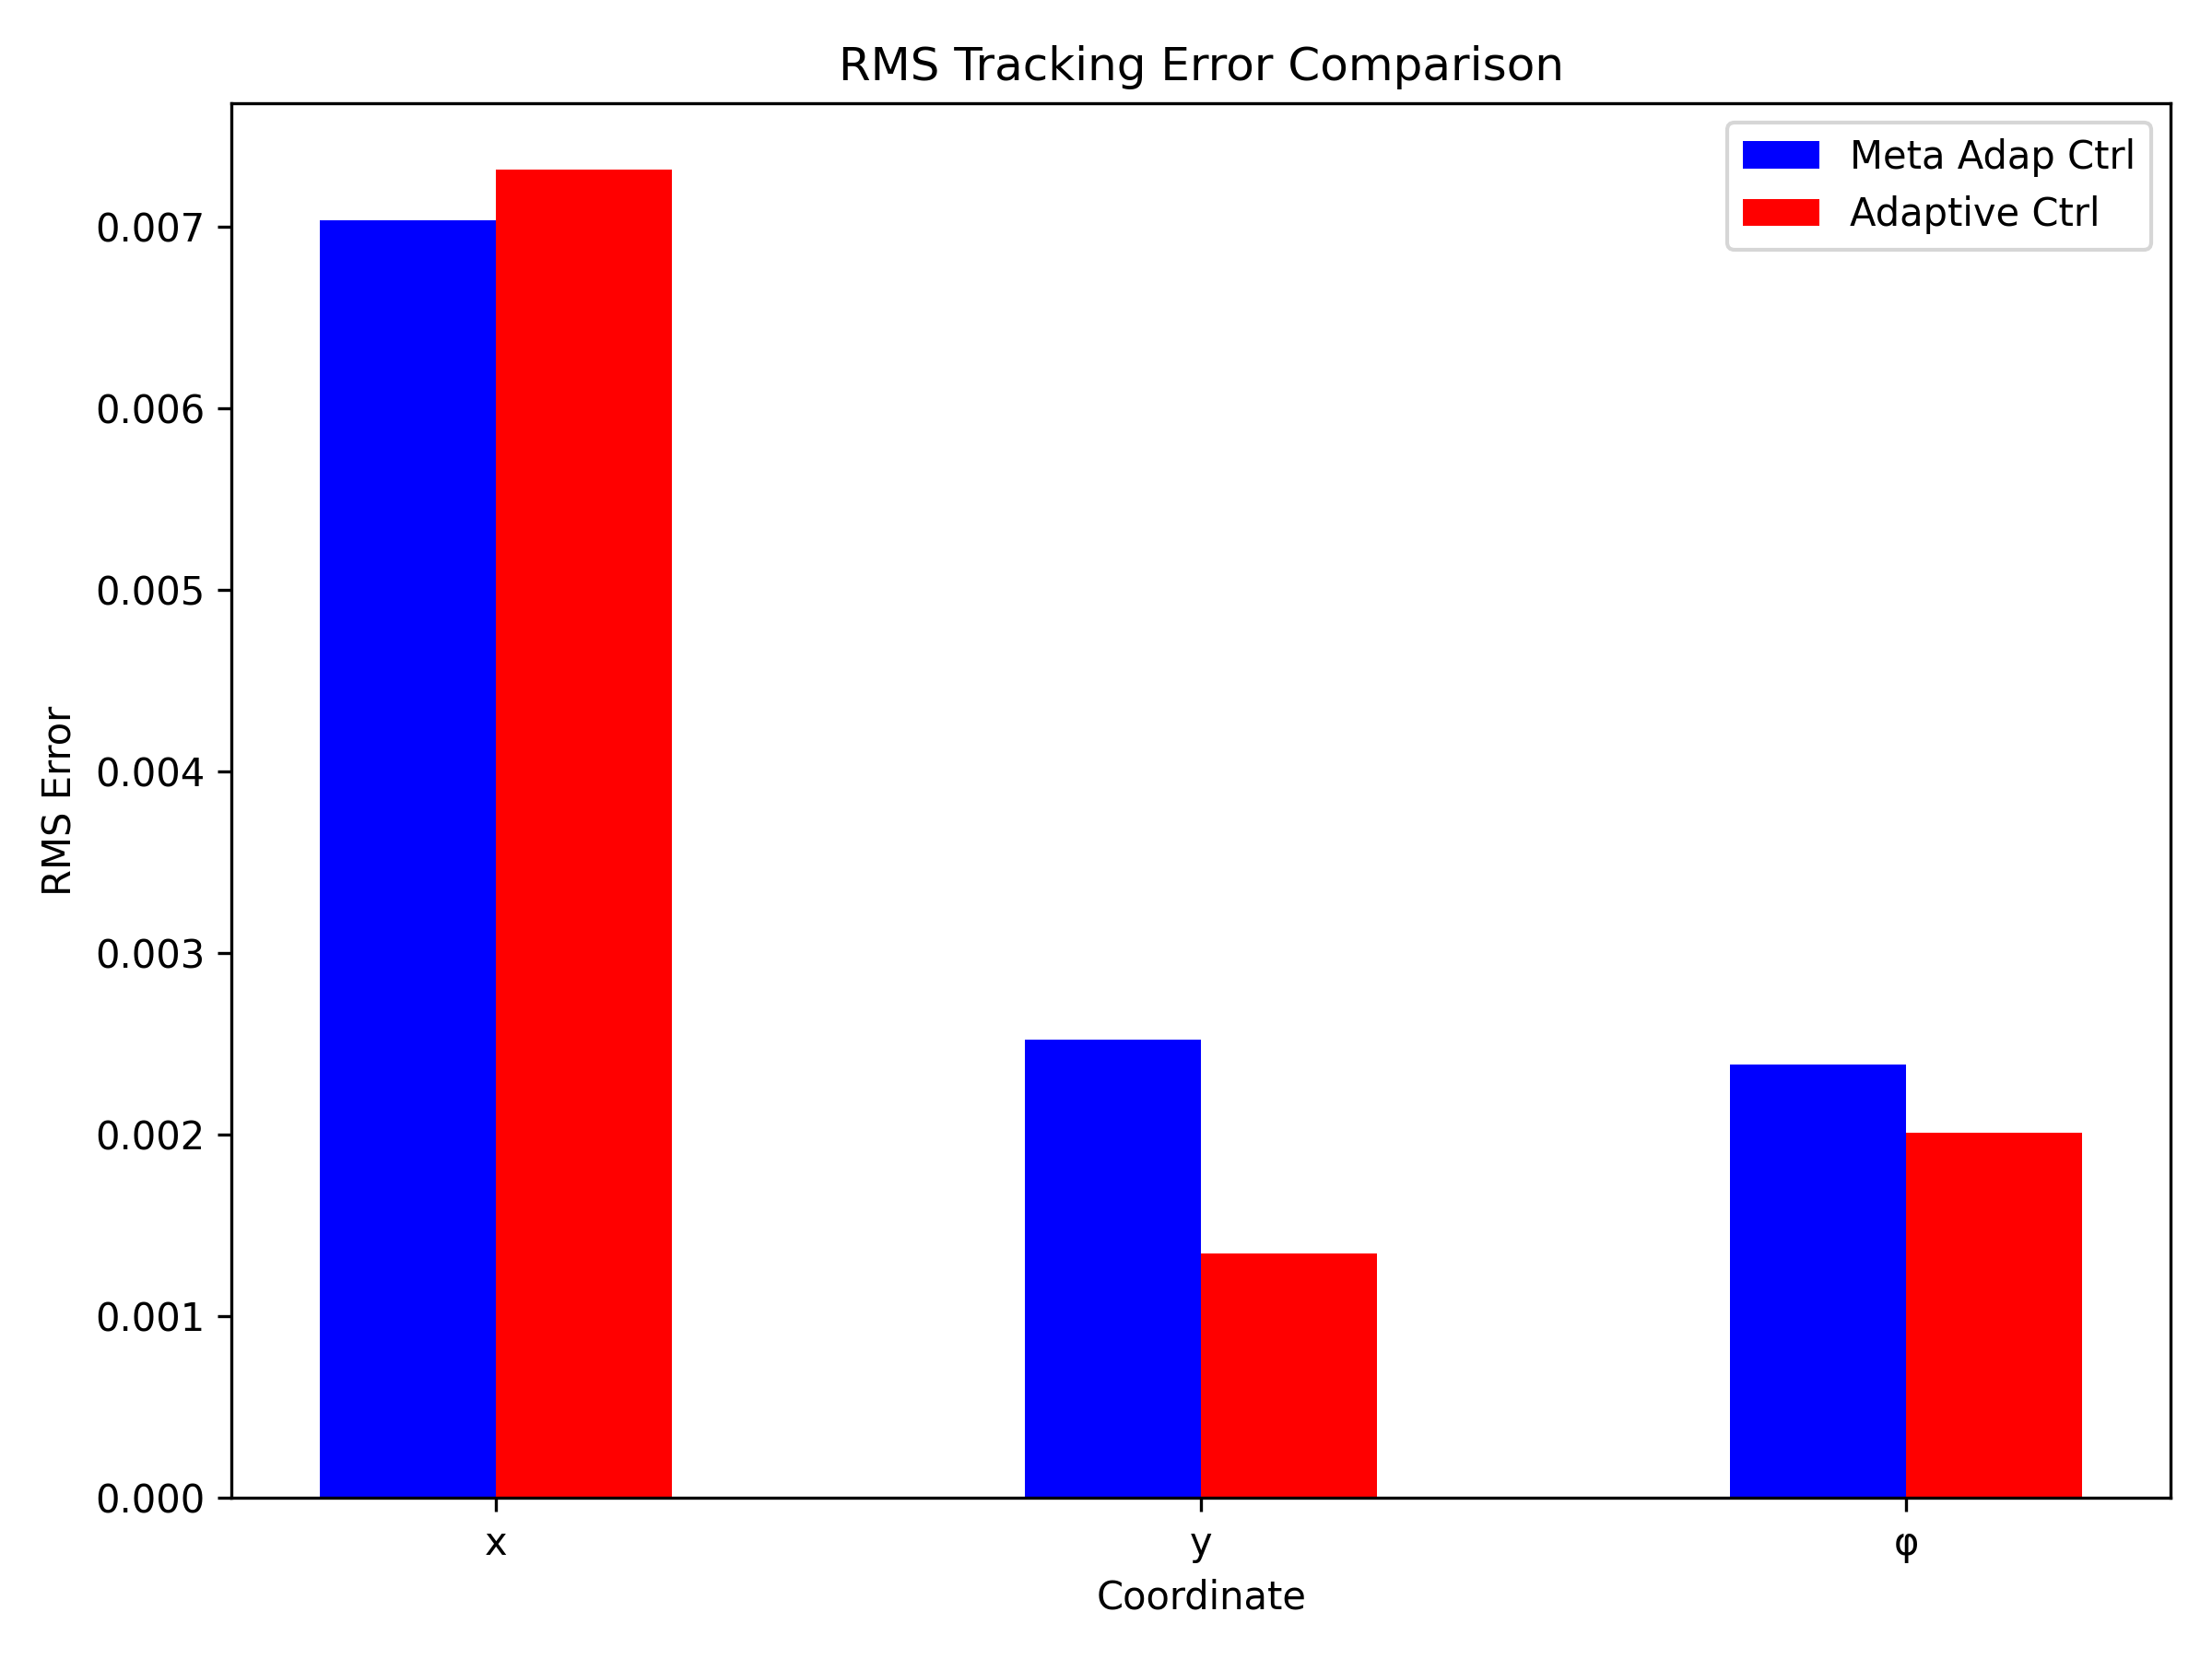 RMS Tracking Error Comparison
Meta Adap Ctrl
Adaptive Ctrl
RMS Error
0.007
0.006
0.005
0.004
0.003
0.002
0.001
0.000
x
y
φ
Coordinate